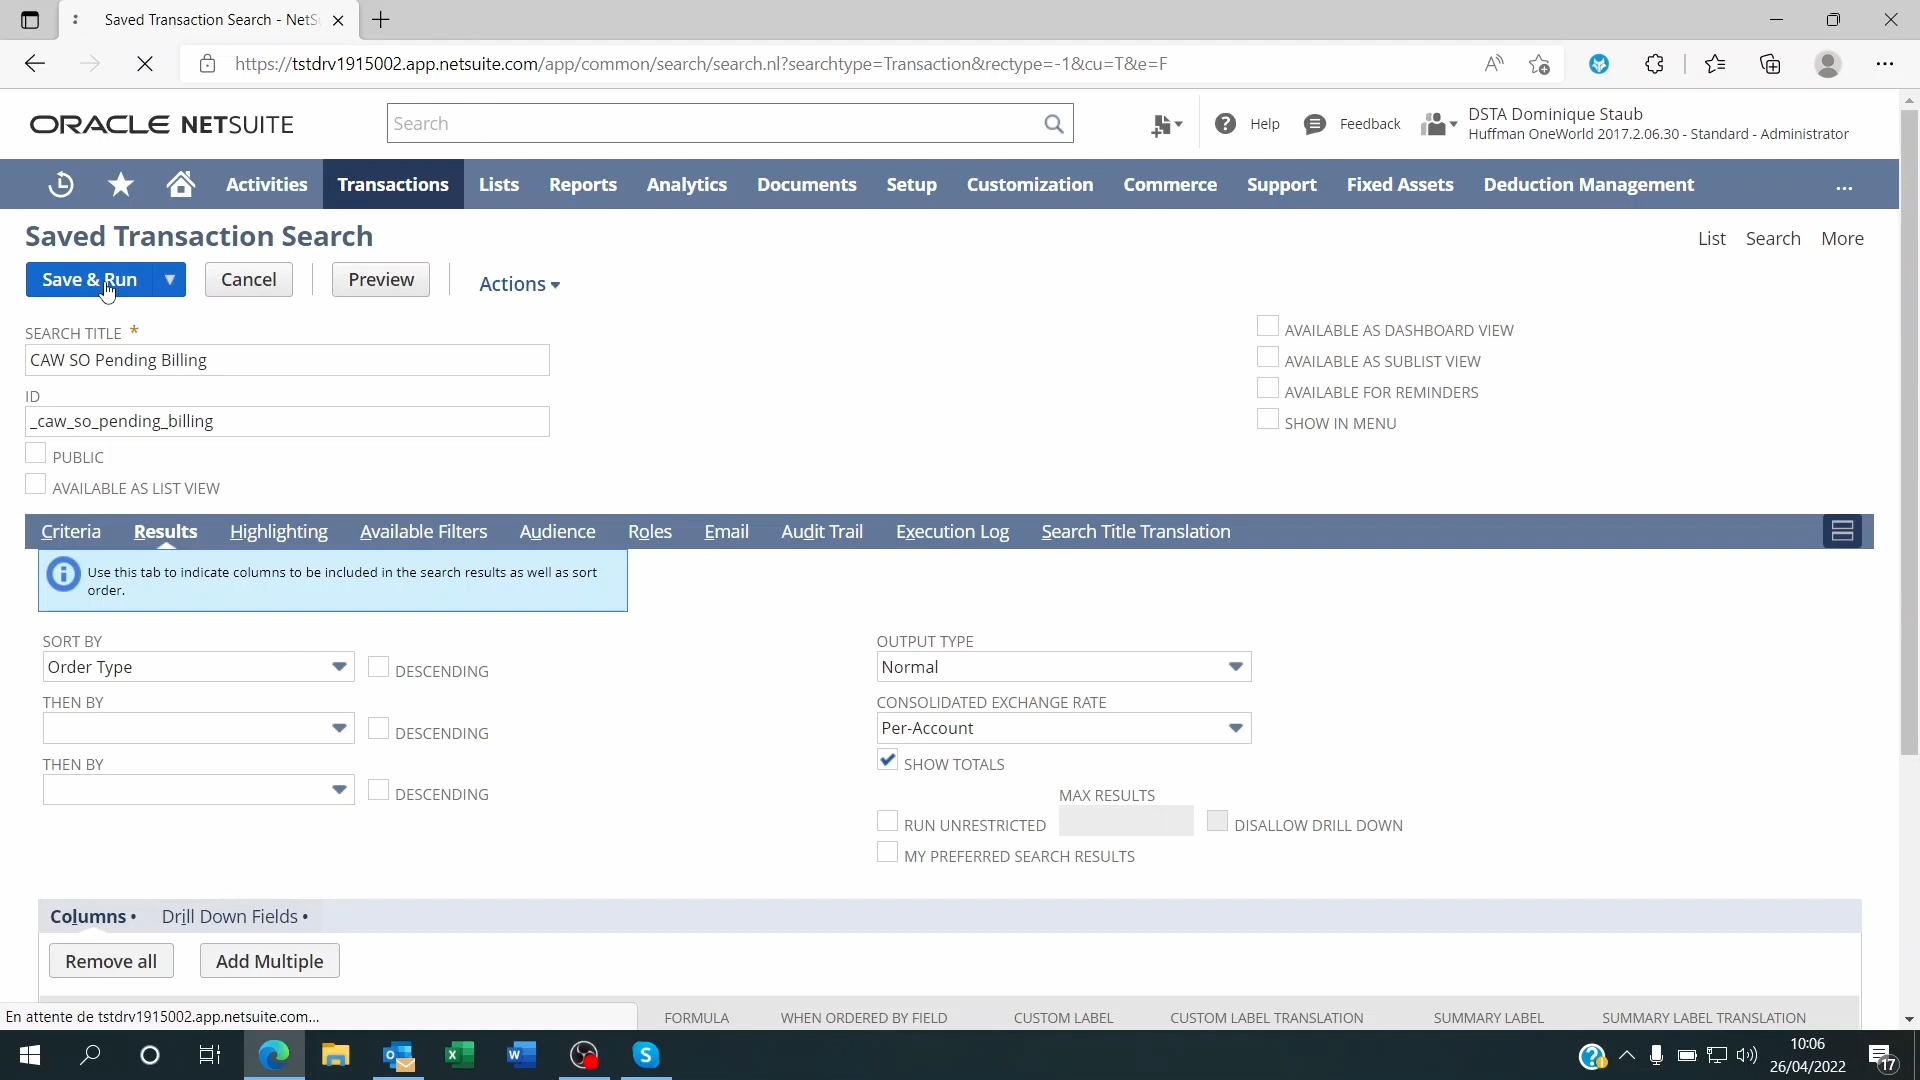 Saved Transaction Search - NetS
https://tstdrv1915002.app.netsuite.com/app/common/search/search.nl?searchtype=Transaction&rectype=-1&cu=T&e=F
ORACLE NETSUITE
Search
Help
Feedback
DSTA Dominique Staub
Huffman OneWorld 2017.2.06.30 - Standard - Administrator
Activities Transactions Lists Reports Analytics Documents Setup Customization Commerce Support Fixed Assets Deduction Management ...
Saved Transaction Search
List Search More
Save & Run Cancel Preview Actions
SEARCH TITLE *
CAW SO Pending Billing
ID
_caw_so_pending_billing
PUBLIC
AVAILABLE AS LIST VIEW
AVAILABLE AS DASHBOARD VIEW
AVAILABLE AS SUBLIST VIEW
AVAILABLE FOR REMINDERS
SHOW IN MENU
Criteria Results Highlighting Available Filters Audience Roles Email Audit Trail Execution Log Search Title Translation
Use this tab to indicate columns to be included in the search results as well as sort
order.
SORT BY
Order Type
DESCENDING
THEN BY
DESCENDING
THEN BY
DESCENDING
OUTPUT TYPE
Normal
CONSOLIDATED EXCHANGE RATE
Per-Account
SHOW TOTALS
MAX RESULTS
RUN UNRESTRICTED
DISALLOW DRILL DOWN
MY PREFERRED SEARCH RESULTS
Columns • Drill Down Fields •
Remove all Add Multiple
FORMULA WHEN ORDERED BY FIELD CUSTOM LABEL CUSTOM LABEL TRANSLATION SUMMARY LABEL SUMMARY LABEL TRANSLATION
En attente de tstdrv1915002.app.netsuite.com...
10:06
26/04/2022
17